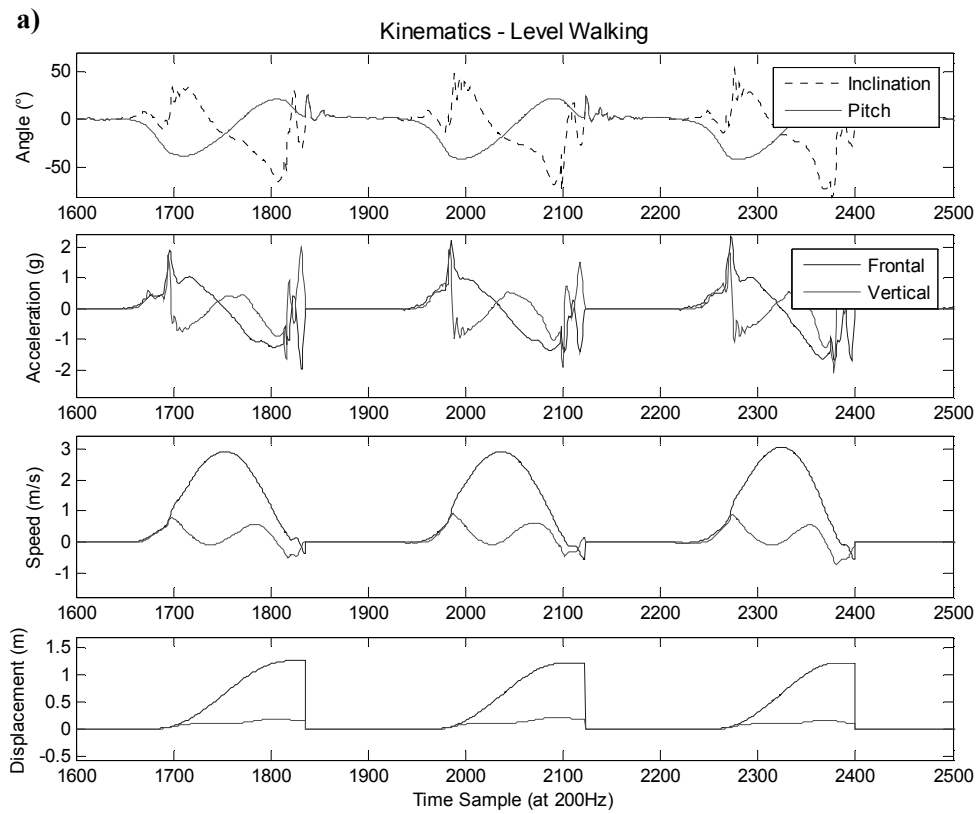 a)
Kinematics - Level Walking
50
0
-50
Angle (°)
Inclination
Pitch
1600 1700 1800 1900 2000 2100 2200 2300 2400 2500
2
1
0
-1
-2
Acceleration (g)
Frontal
Vertical
1600 1700 1800 1900 2000 2100 2200 2300 2400 2500
3
2
1
0
-1
Speed (m/s)
1600 1700 1800 1900 2000 2100 2200 2300 2400 2500
1.5
1
0.5
0
-0.5
Displacement (m)
1600 1700 1800 1900 2000 2100 2200 2300 2400 2500
Time Sample (at 200Hz)